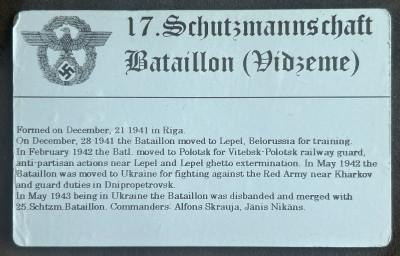 17.Schutzmannschaft
Bataillon (Vidzeme)
Formed on December, 21 1941 in Riga.
On December, 28 1941 the Bataillon moved to Lepel, Belorussia for training.
In February 1942 the Batl. moved to Polotsk for Vitebsk-Polotsk railway guard,
anti-partisan actions near Lepel and Lepel ghetto extermination. In May 1942 the
Bataillon was moved to Ukraine for fighting against the Red Army near Kharkov
and guard duties in Dnipropetrovsk.
In May 1943 being in Ukraine the Bataillon was disbanded and merged with
25.Schtzm.Bataillon. Commanders- Alfons Skrauja, Jānis Nikāns.